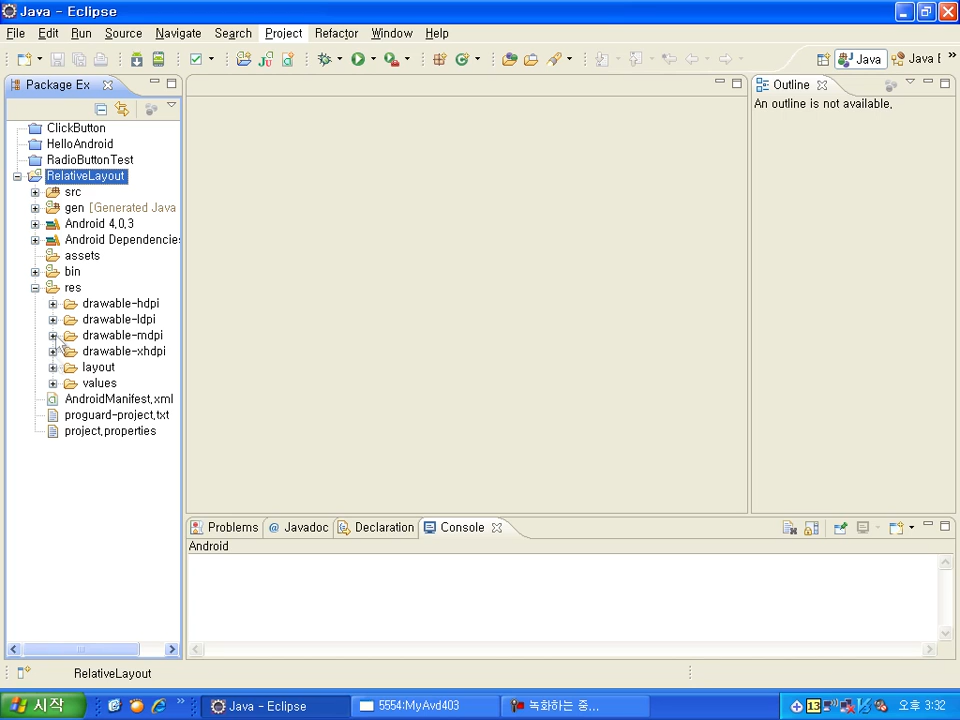 Java - Eclipse
File Edit Run Source Navigate Search Project Refactor Window Help
Java
Java
Package Ex
Outline
An outline is not available.
ClickButton
HelloAndroid
RadioButtonTest
RelativeLayout
src
gen [Generated Java
Android 4.0.3
Android Dependencies
assets
bin
res
drawable-hdpi
drawable-ldpi
drawable-mdpi
drawable-xhdpi
layout
values
AndroidManifest.xml
proguard-project.txt
project.properties
Problems @ Javadoc Declaration Console
Android
RelativeLayout
시작
Java - Eclipse
5554:MyAvd403
녹화하는 중...
13
오후 3:32